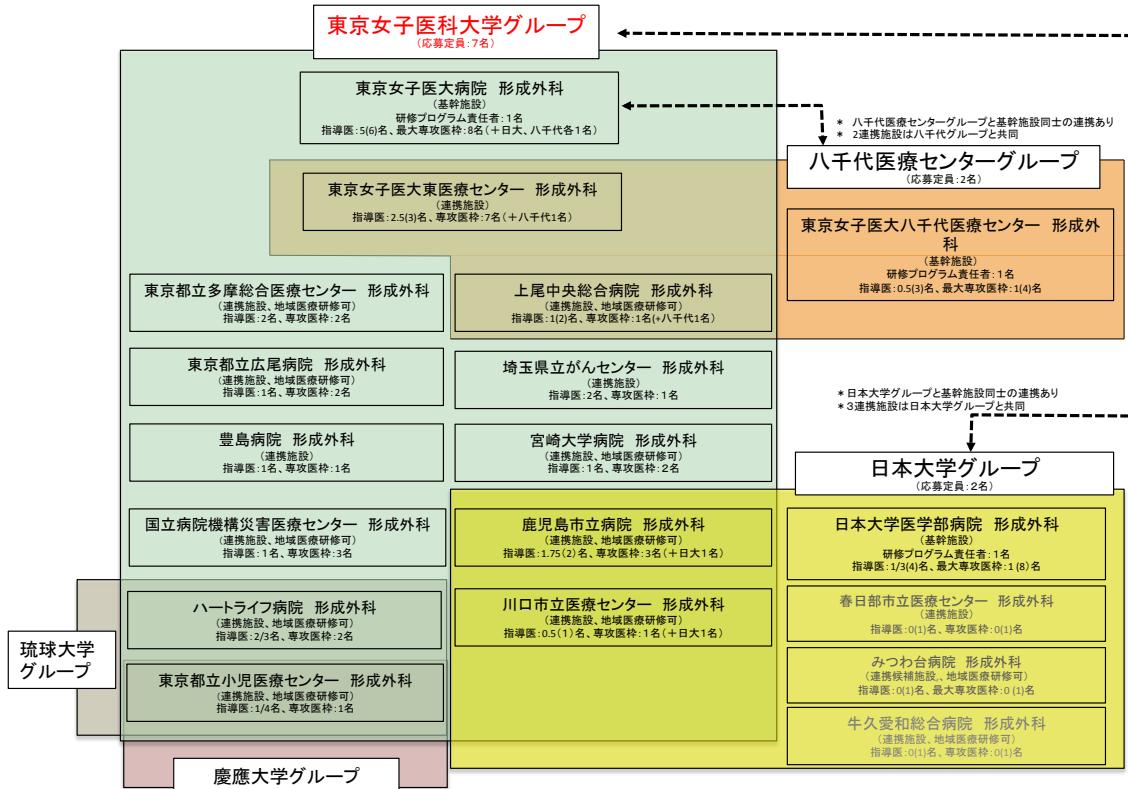 東京女子医科大学グループ
(応募定員:7名)
東京女子医大病院 形成外科
(基幹施設)
研修プログラム責任者:1名
指導医:5(6)名、最大専攻医枠:8名(+日大、八千代各1名)
* 八千代医療センターグループと基幹施設同士の連携あり
* 2連携施設は八千代グループと共同
八千代医療センターグループ
(応募定員:2名)
東京女子医大東医療センター 形成外科
(連携施設)
指導医:2.5(3)名、専攻医枠:7名(+八千代1名)
東京女子医大八千代医療センター 形成外
科
(基幹施設)
研修プログラム責任者:1名
指導医:0.5(3)名、最大専攻医枠:1(4)名
東京都立多摩総合医療センター 形成外科
(連携施設、地域医療研修可)
指導医:2名、専攻医枠:2名
上尾中央総合病院 形成外科
(連携施設、地域医療研修可)
指導医:1(2)名、専攻医枠:1名(+八千代1名)
東京都立広尾病院 形成外科
(連携施設、地域医療研修可)
指導医:1名、専攻医枠:2名
埼玉県立がんセンター 形成外科
(連携施設)
指導医:2名、専攻医枠:1名
*日本大学グループと基幹施設同士の連携あり
*3連携施設は日本大学グループと共同
豊島病院 形成外科
(連携施設)
指導医:1名、専攻医枠:1名
宮崎大学病院 形成外科
(連携施設、地域医療研修可)
指導医:1名、専攻医枠:2名
日本大学グループ
(応募定員:2名)
国立病院機構災害医療センター 形成外科
(連携施設、地域医療研修可)
指導医:1名、専攻医枠:3名
鹿児島市立病院 形成外科
(連携施設、地域医療研修可)
指導医:1.75(2)名、専攻医枠:3名(+日大1名)
日本大学医学部病院 形成外科
(基幹施設)
研修プログラム責任者:1名
指導医:1/3(4)名、最大専攻医枠:1(8)名
ハートライフ病院 形成外科
(連携施設、地域医療研修可)
指導医:2/3名、専攻医枠:2名
川口市立医療センター 形成外科
(連携施設、地域医療研修可)
指導医:0.5(1)名、専攻医枠:1名(+日大1名)
春日部市立医療センター 形成外科
(連携施設)
指導医:0(1)名、専攻医枠:0(1)名
琉球大学
グループ
東京都立小児医療センター 形成外科
(連携施設、地域医療研修可)
指導医:1/4名、専攻医枠:1名
みつわ台病院 形成外科
(連携候補施設,、地域医療研修可)
指導医:0(1)名、最大専攻医枠:0(1)名
牛久愛和総合病院 形成外科
(連携施設、地域医療研修可)
指導医:0(1)名、専攻医枠:0(1)名
慶應大学グループ